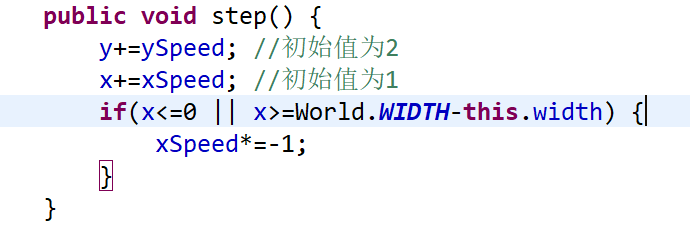 public void step() {
y+=ySpeed; //初始值为2
x+=xSpeed; //初始值为1
if(x<=0 || x>=World.WIDTH-this.width) {
xSpeed*=-1;
}
}